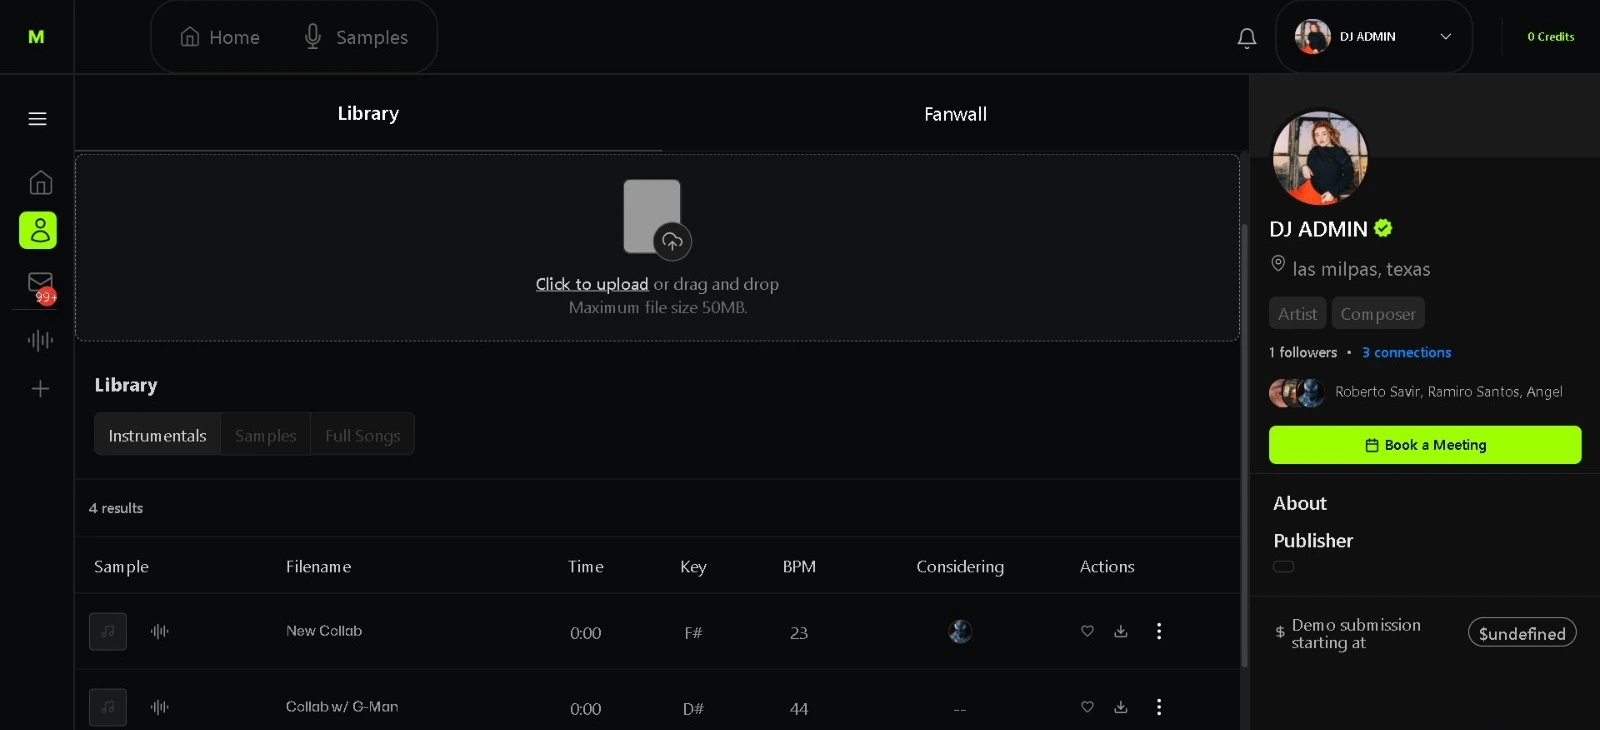 M
Home
Samples
DJ ADMIN
0 Credits
Library
Fanwall
99+
Click to upload or drag and drop
Maximum file size 50MB.
Library
Instrumentals
Samples
Full Songs
4 results
Sample
Filename
Time
Key
BPM
Considering
Actions
New Collab
0:00
F#
23
Collab w/ G-Man
0:00
D#
44
--
DJ ADMIN
las milpas, texas
Artist
Composer
1 followers • 3 connections
Roberto Savir, Ramiro Santos, Angel
Book a Meeting
About
Publisher
$ Demo submission
starting at
$undefined